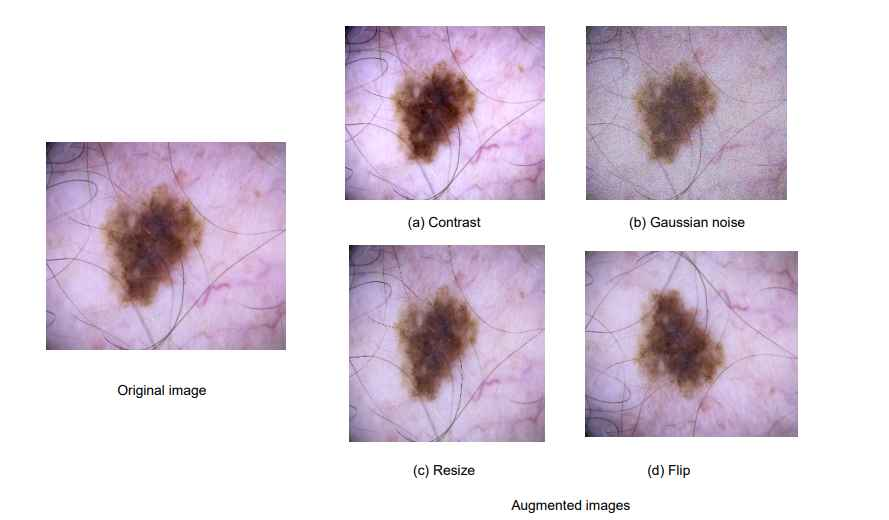 (a) Contrast
(b) Gaussian noise
Original image
(c) Resize
(d) Flip
Augmented images